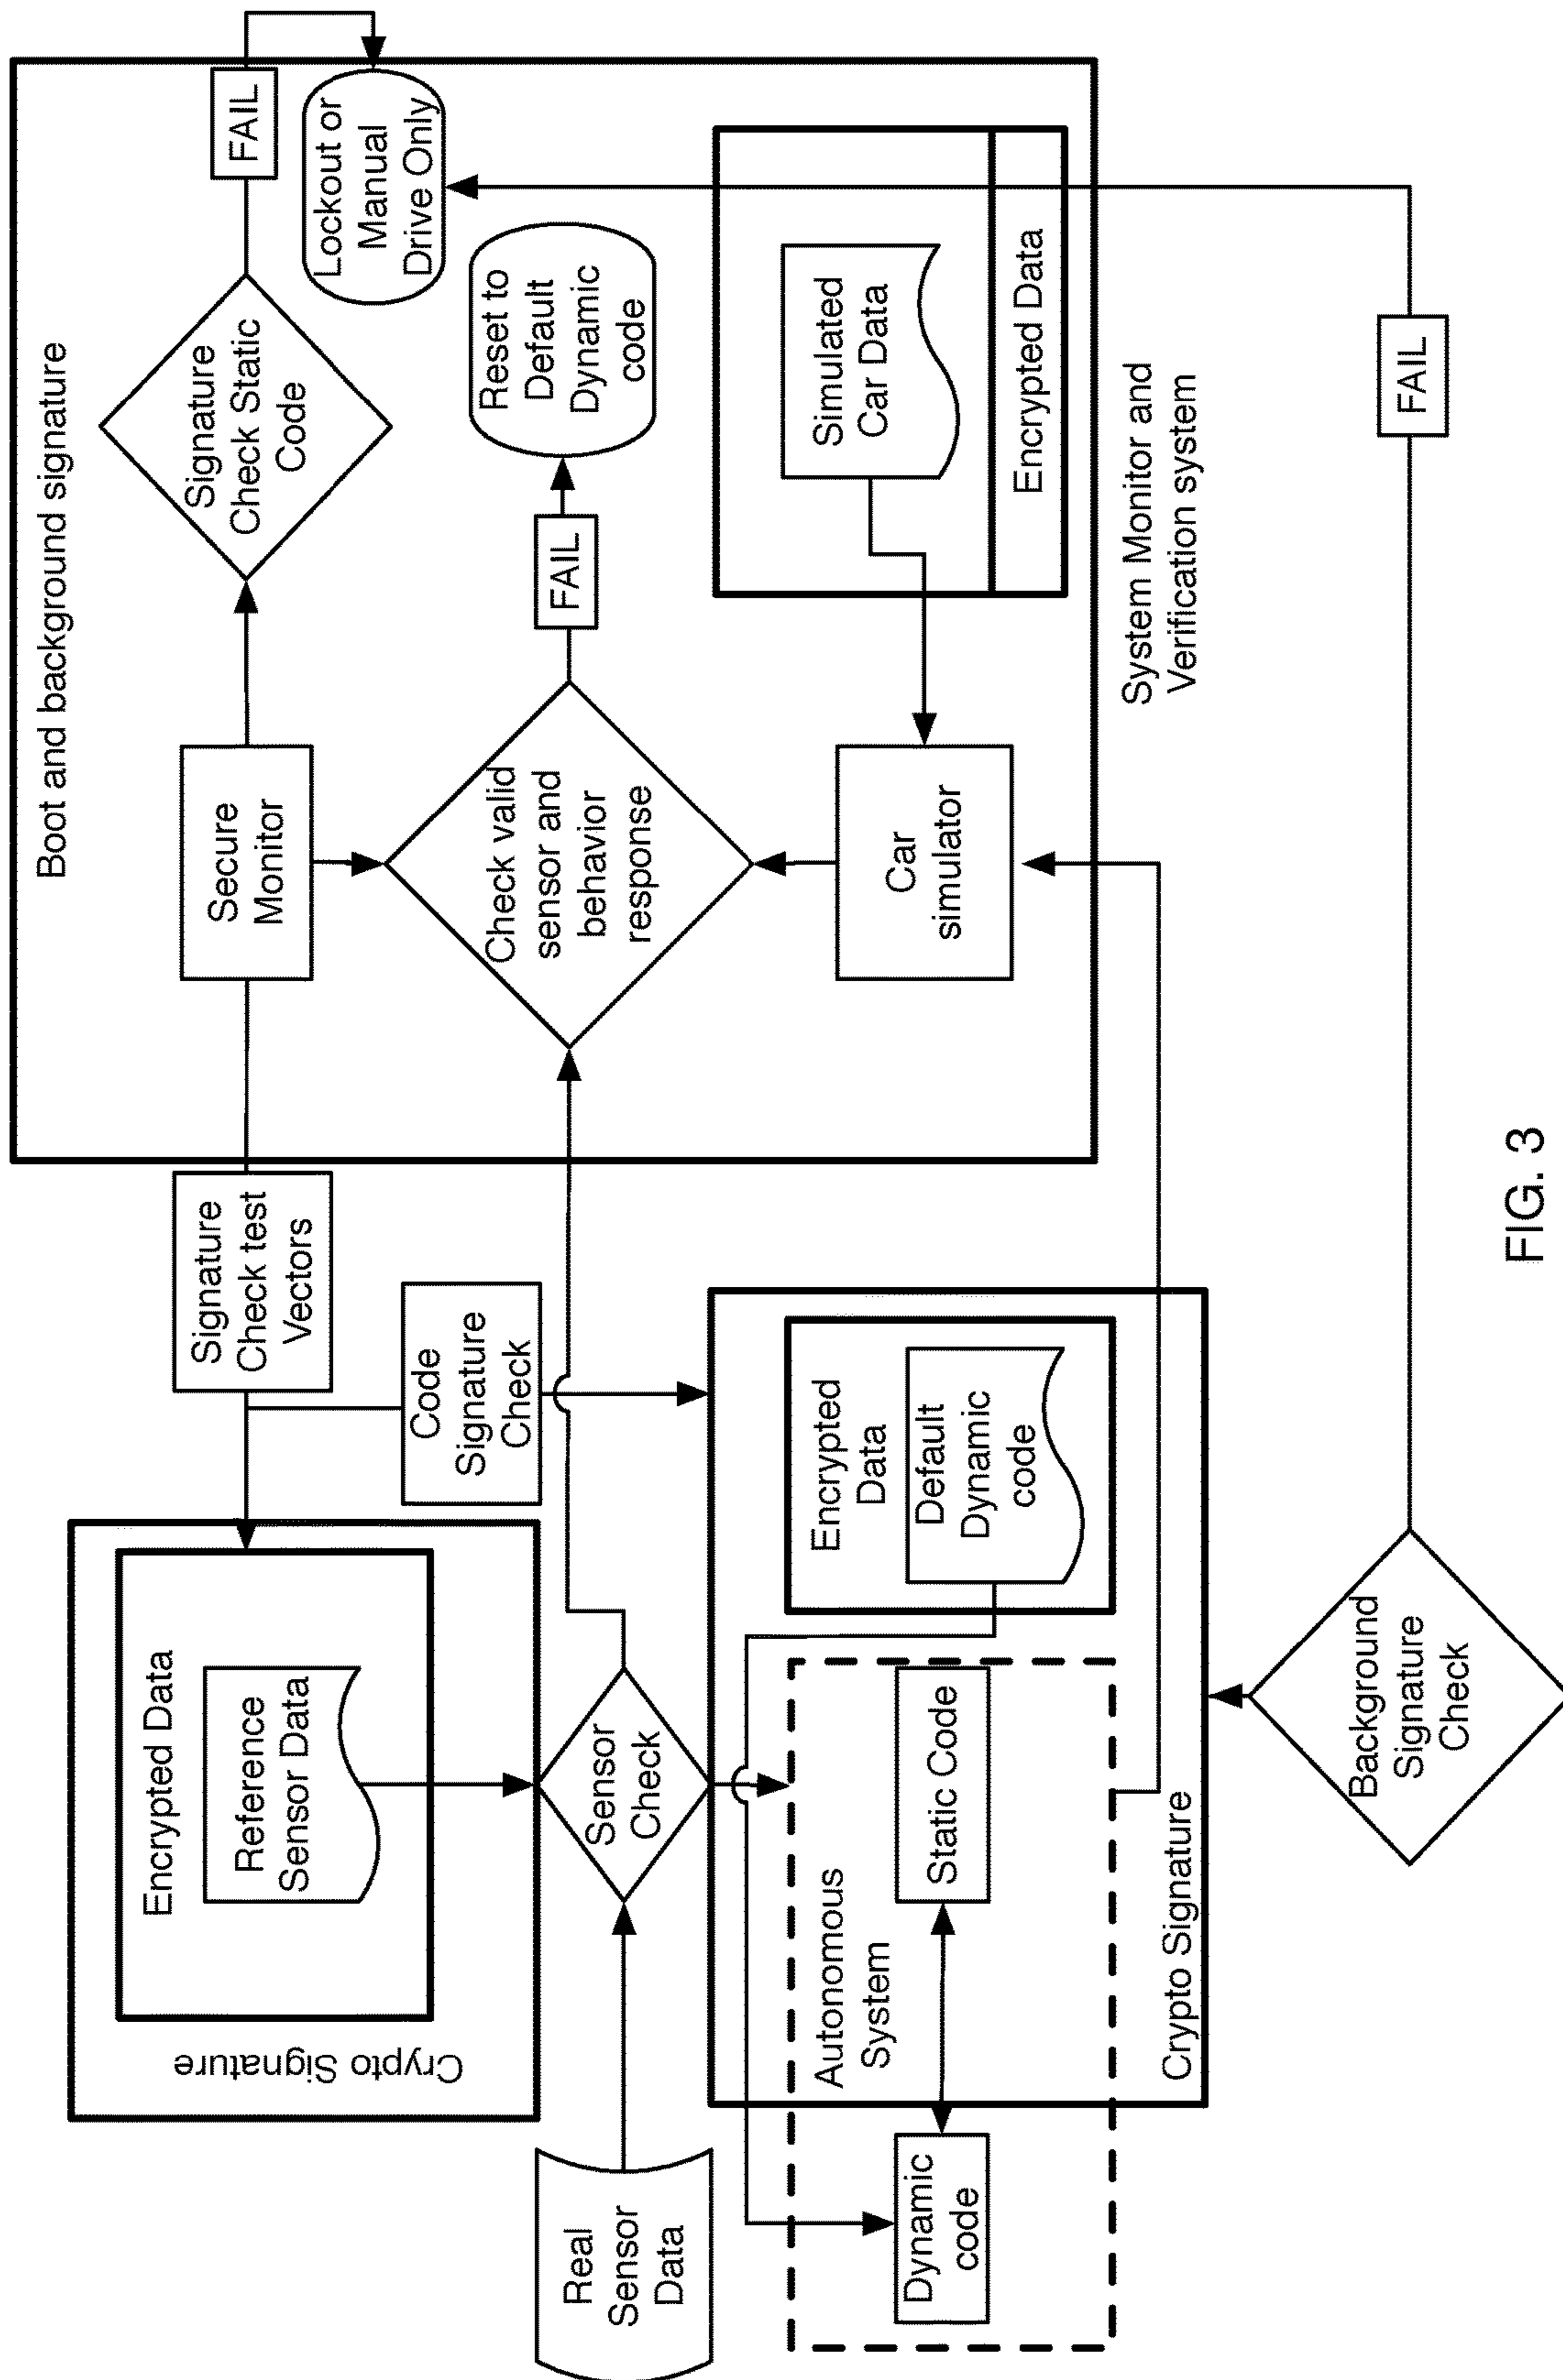 Boot and background signature
Signature
Check test
Vectors
Secure
Monitor
Signature
Check Static
Code
FAIL
Lockout or
Manual
Drive Only
Encrypted Data
Reference
Sensor Data
Crypto Signature
Code
Signature
Check
Check valid
sensor and
behavior
response
FAIL
Reset to
Default
Dynamic
code
Real
Sensor
Data
Sensor
Check
Car
simulator
Simulated
Car Data
Encrypted Data
System Monitor and
Verification system
Autonomous
System
Dynamic
code
Static Code
Encrypted
Data
Default
Dynamic
code
Crypto Signature
Background
Signature
Check
FAIL
FIG. 3